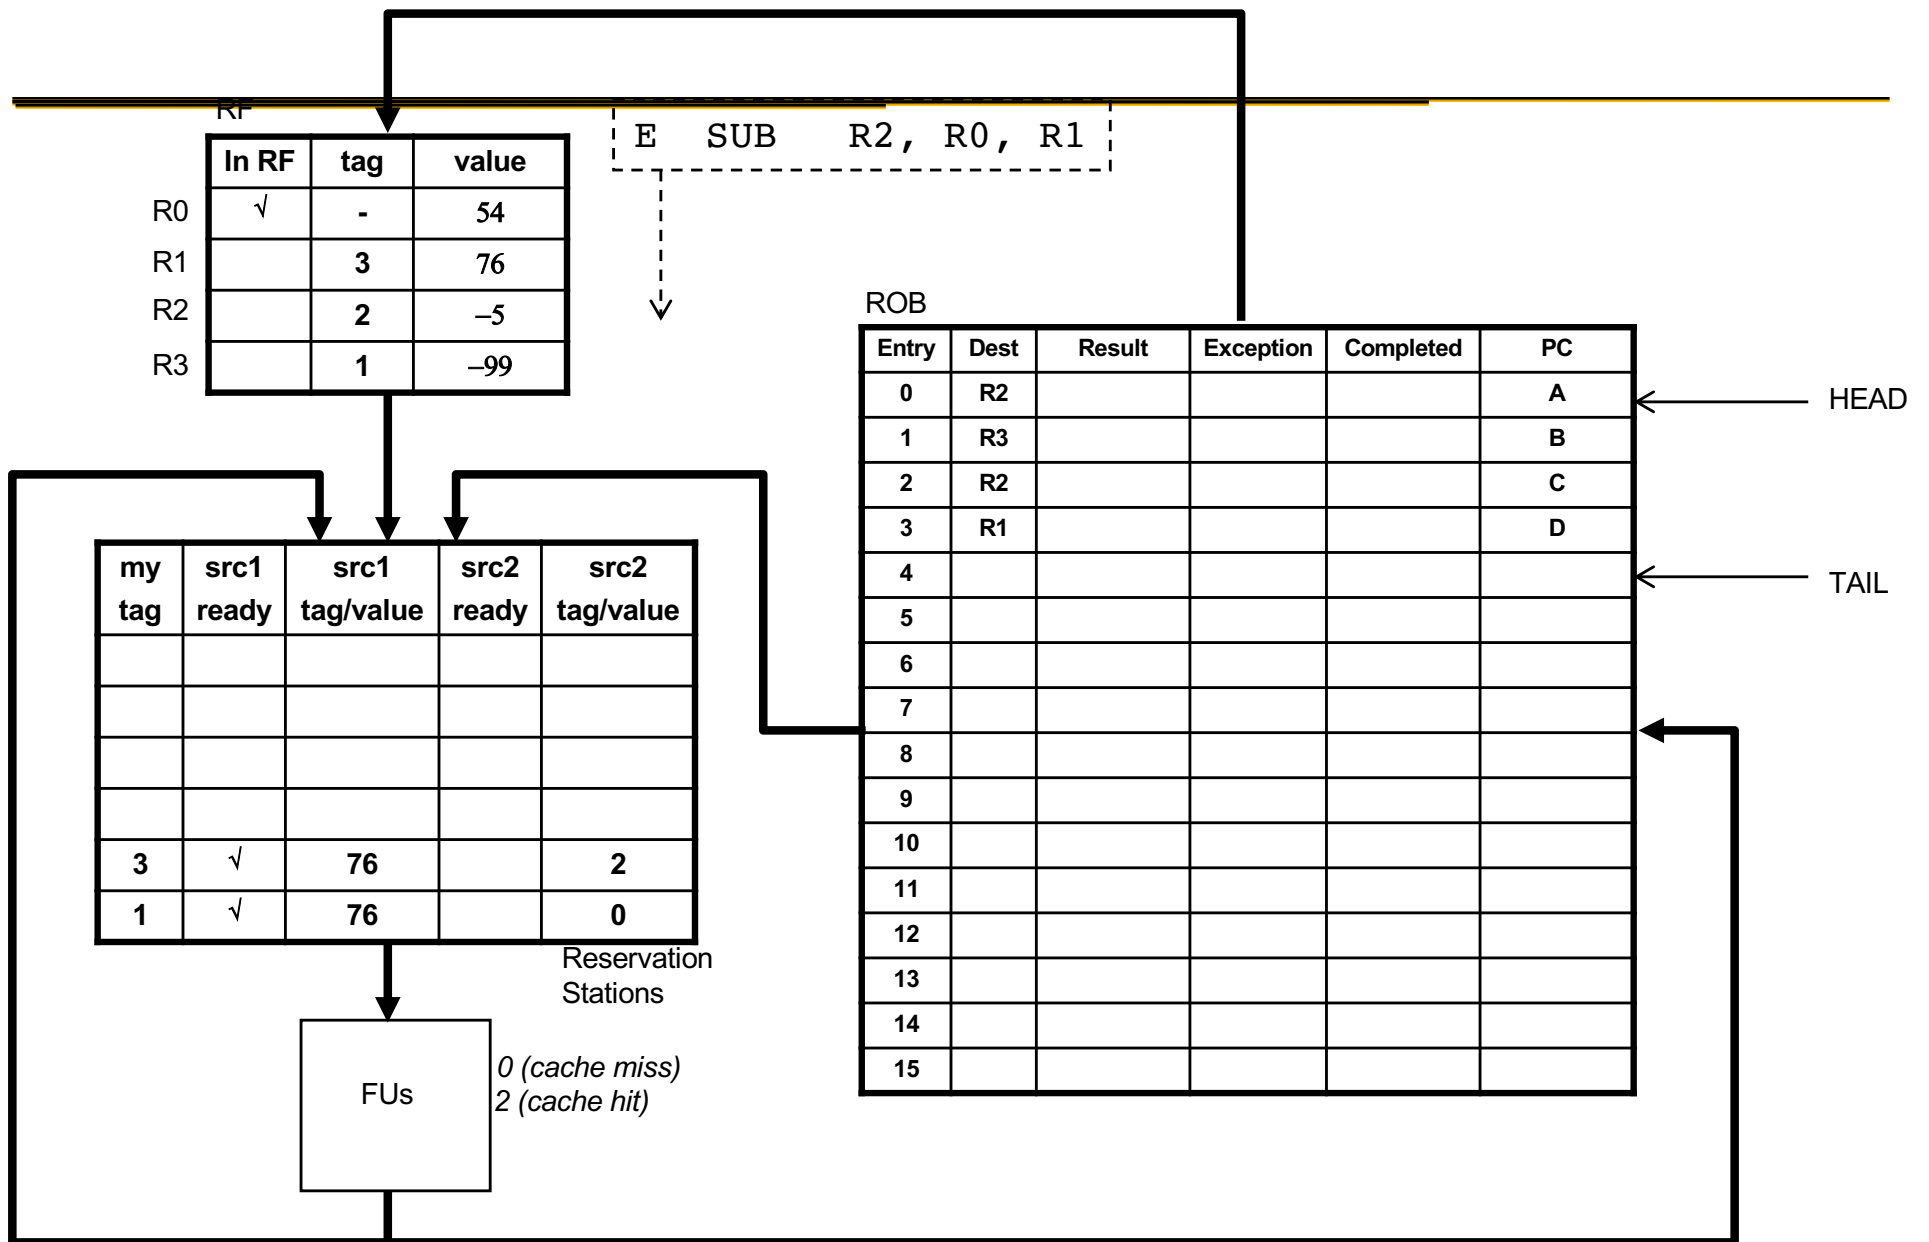 RF
E SUB R2, R0, R1
In RF tag value
R0 √ - 54
R1 3 76
R2 2 –5
R3 1 –99
ROB
Entry Dest Result Exception Completed PC
0 R2 A
HEAD
1 R3 B
2 R2 C
3 R1 D
4
TAIL
5
6
7
8
9
10
11
12
13
14
15
my tag src1 ready src1 tag/value src2 ready src2 tag/value
3 √ 76 2
1 √ 76 0
Reservation
Stations
FUs
0 (cache miss)
2 (cache hit)